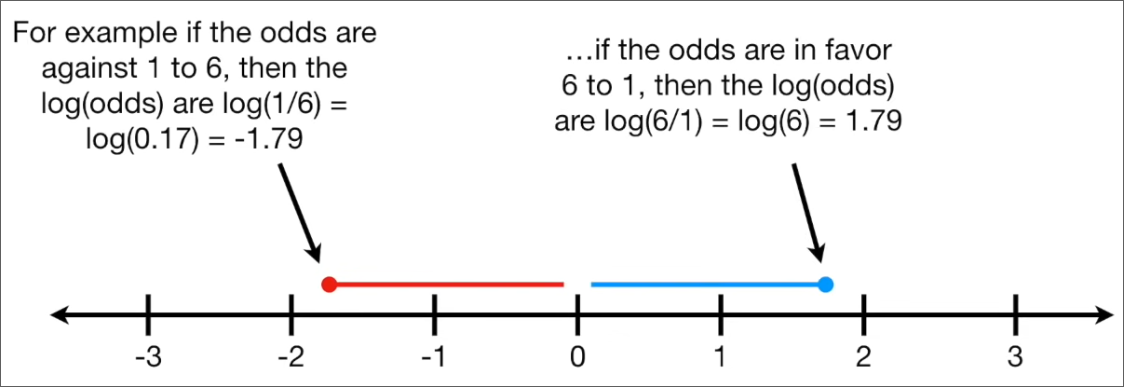 For example if the odds are
against 1 to 6, then the
log(odds) are log(1/6) =
log(0.17) = -1.79
…if the odds are in favor
6 to 1, then the log(odds)
are log(6/1) = log(6) = 1.79
-3 -2 -1 0 1 2 3